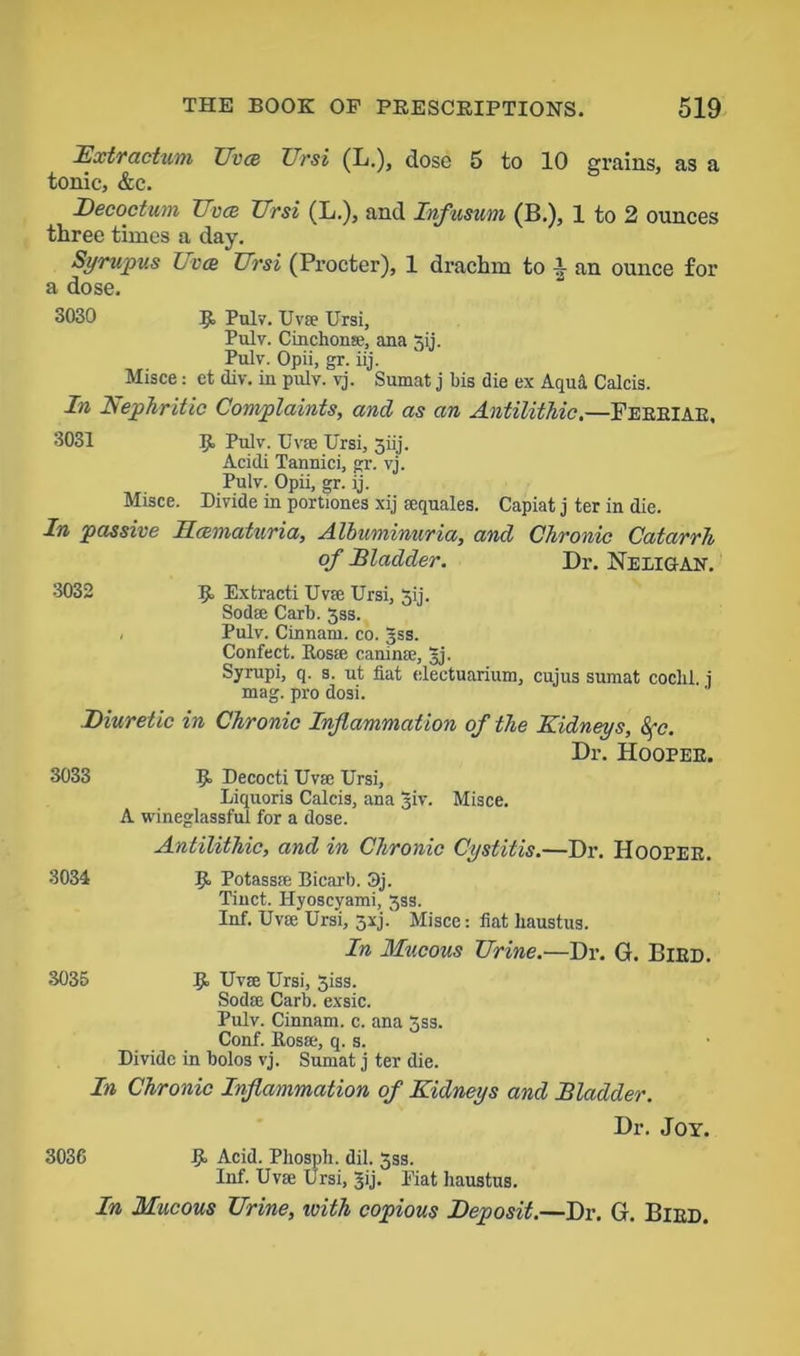 THE BOOK OF PRESCRIPTIONS. 519
Extractum Uvæ Ursi (L.), dose 5 to 10 grains, as a
tonic, &c.
Decoctum Uvæ Ursi (L.), and Infusum (B.), 1 to 2 ounces
three times a day.
Syrupus Uvæ Ursi (Procter), 1 drachm to ½ an ounce for
a dose.
3030 ℞ Pulv. Uvæ Ursi,
Pulv. Cinchonæ, ana ʒij.
Pulv. Opii, gr. iij.
Misce: et div. in pulv. vj. Sumat j bis die ex Aquâ Calcis.
In Nephritic Complaints, and as an Antilithic.—FERRIAR.
3031 ℞ Pulv. Uvæ Ursi, ʒiij.
Acidi Tannici, gr. vj.
Pulv. Opii, gr. ij.
Misce. Divide in portiones xij æquales. Capiat j ter in die.
In passive Hæmaturia, Albuminuria, and Chronic Catarrh
of Bladder. Dr. NELIGAN.
3032 ℞ Extracti Uvæ Ursi, ʒij.
Sodæ Carb. ʒss.
Pulv. Cinnam. co. ℥ss.
Confect. Rosæ caninæ, ℥j.
Syrupi, q. s. ut fiat electuarium, cujus sumat cochl. j
mag. pro dosi.
Diuretic in Chronic Inflammation of the Kidneys, &c.
Dr. HOOPER.
3033 ℞ Decocti Uvæ Ursi,
Liquoris Calcis, ana ℥iv. Misce.
A wineglassful for a dose.
Antilithic, and in Chronic Cystitis.—Dr. HOOPER.
3034 ℞ Potassæ Bicarb. ℈j.
Tinct. Hyoscyami, ʒss.
Inf. Uvæ Ursi, ʒxj. Misce: fiat haustus.
In Mucous Urine.—Dr. G. BIRD.
3035 ℞ Uvæ Ursi, ʒiss.
Sodæ Carb. exsic.
Pulv. Cinnam. c. ana ʒss.
Conf. Rosæ, q. s.
Divide in bolos vj. Sumat j ter die.
In Chronic Inflammation of Kidneys and Bladder.
Dr. JOY.
3036 ℞ Acid. Phosph. dil. ʒss.
Inf. Uvæ Ursi, ℥ij. Fiat haustus.
In Mucous Urine, with copious Deposit.—Dr. G. BIRD.